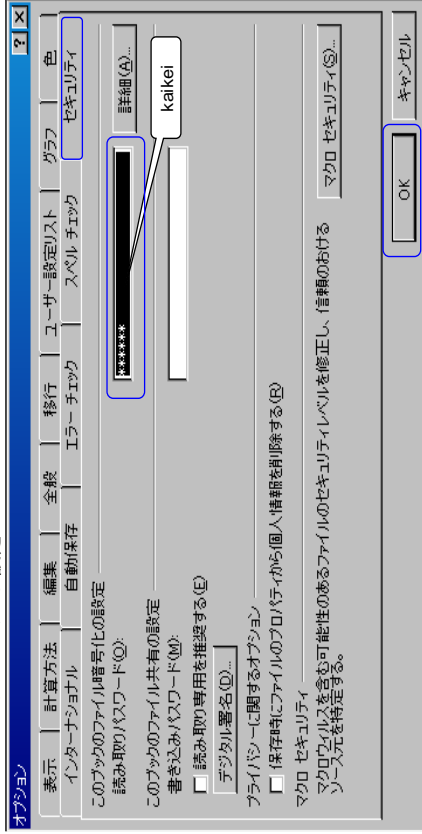 オプション
? ×
表示 計算方法 編集 全般 移行 ユーザー設定リスト グラフ 色
インターナショナル 自動保存 エラー チェック スペル チェック セキュリティ
このブックのファイル暗号化の設定
読み取りパスワード(O):
******
詳細(A)...
kaikei
このブックのファイル共有の設定
書き込みパスワード(M):
読み取り専用を推奨する(E)
デジタル署名(D)...
プライバシーに関するオプション
保存時にファイルのプロパティから個人情報を削除する(R)
マクロ セキュリティ
マクロウィルスを含む可能性のあるファイルのセキュリティレベルを修正し、信頼のおける
ソース元を特定する。
マクロ セキュリティ(S)...
OK
キャンセル